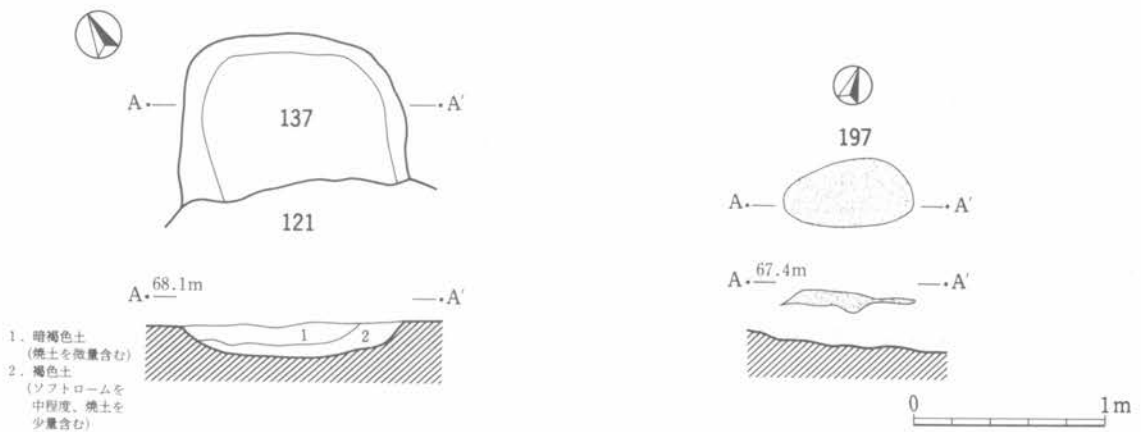 A
A′
137
121
A
68.1m
A′
1
2
1．暗褐色土
(焼土を微量含む)
2．褐色土
(ソフトロームを
中程度、焼土を
少量含む)
197
A
A′
A
67.4m
A′
0
1m